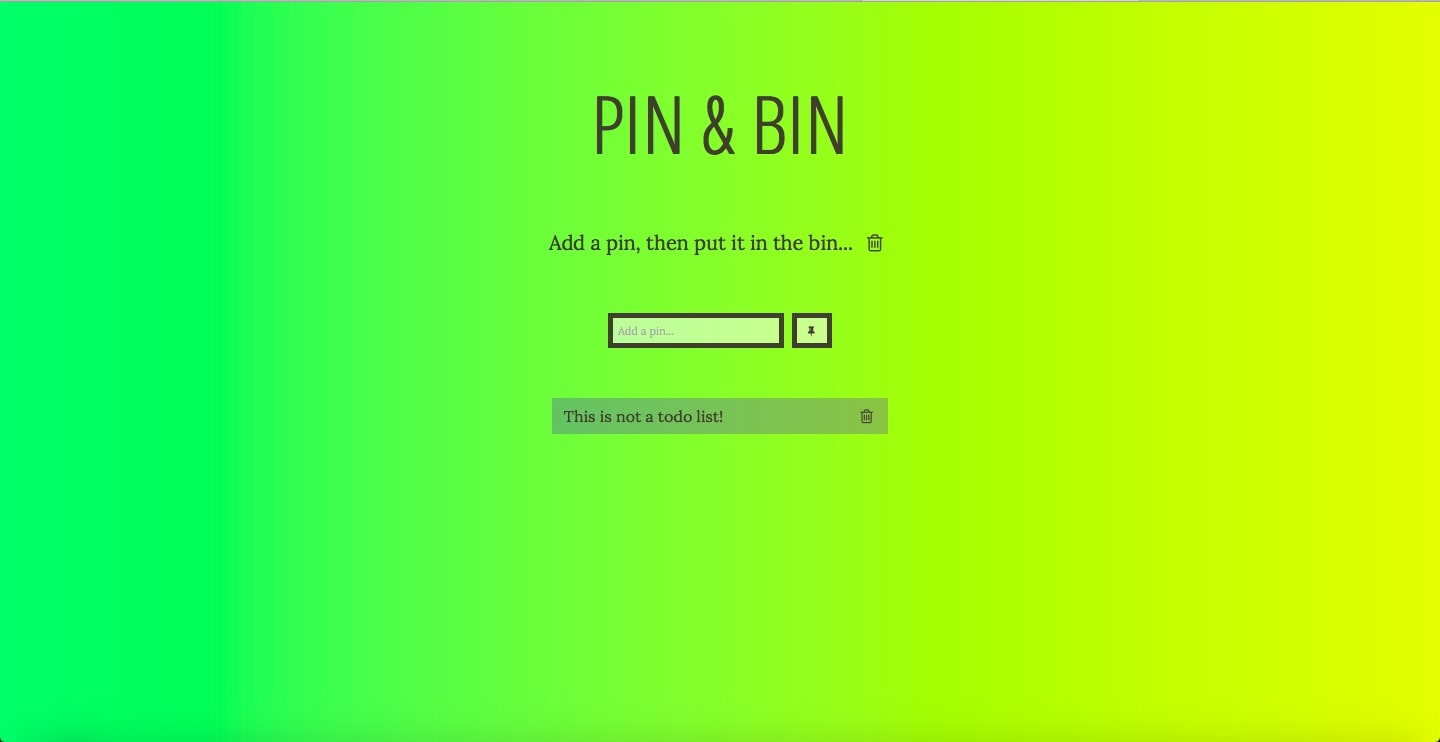 PIN & BIN
Add a pin, then put it in the bin...
Add a pin...
This is not a todo list!